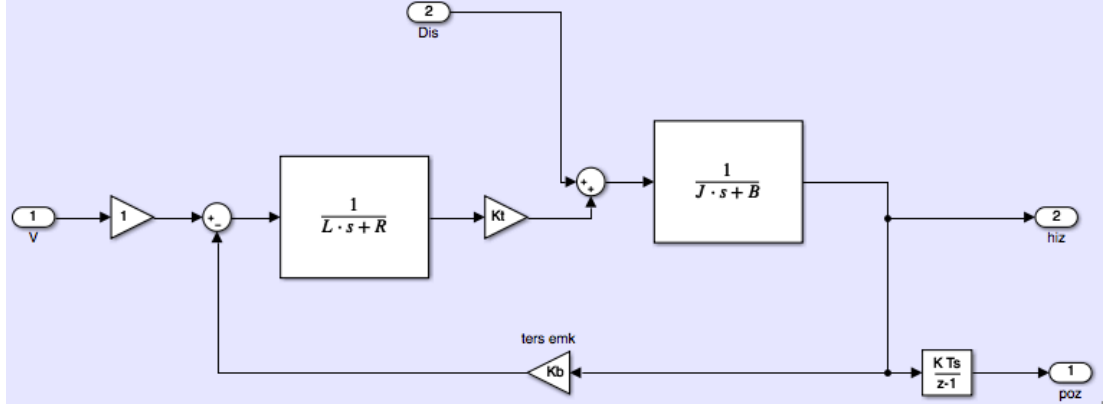 2
Dis
1
V
1
+
−
1
L · s + R
Kt
+
+
1
J · s + B
2
hiz
ters emk
Kb
K Ts
z-1
1
poz